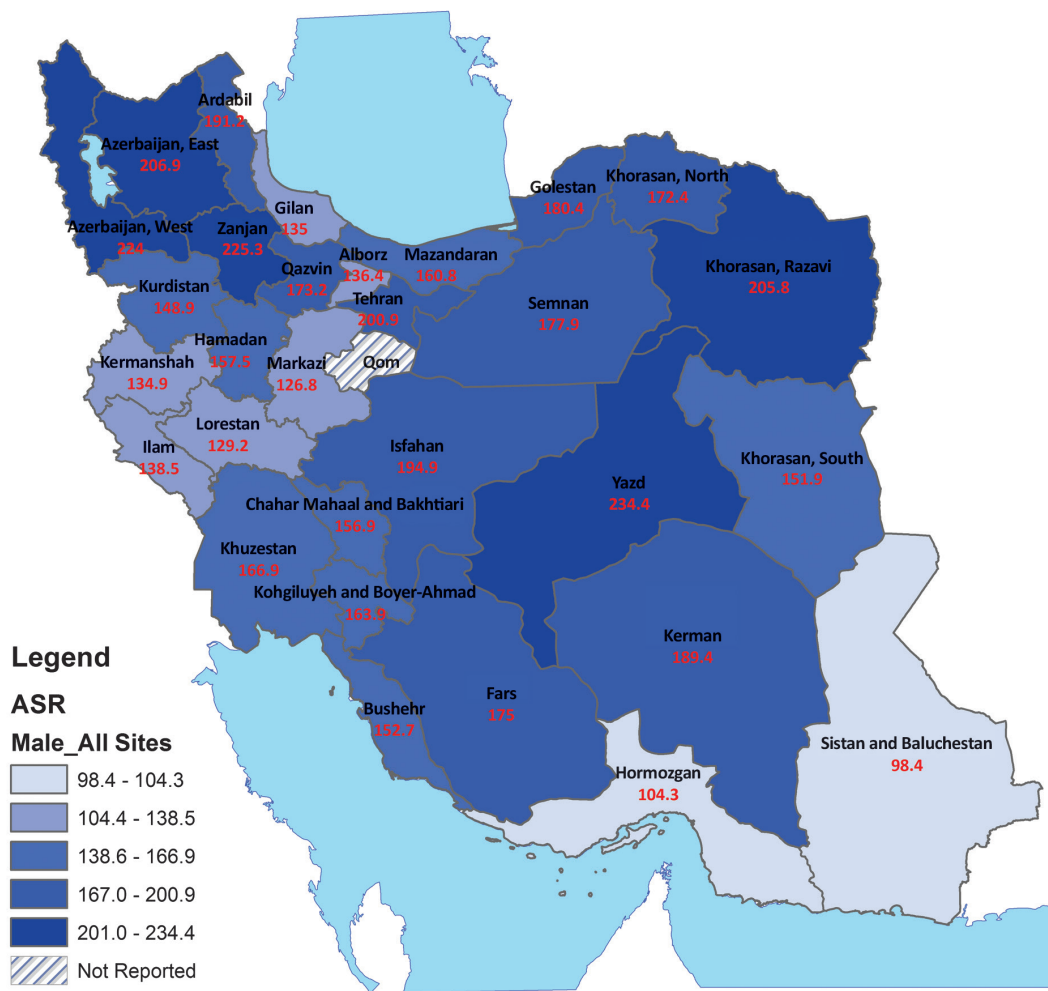 Ardabil
191.2
Azerbaijan, East
206.9
Khorasan, North
172.4
Golestan
180.4
Gilan
135
Azerbaijan, West
224
Zanjan
225.3
Alborz
136.4
Mazandaran
160.8
Qazvin
173.2
Khorasan, Razavi
205.8
Kurdistan
148.9
Tehran
200.9
Semnan
177.9
Hamadan
157.5
Kermanshah
134.9
Markazi
126.8
Qom
Lorestan
129.2
Ilam
138.5
Isfahan
194.9
Khorasan, South
151.9
Yazd
234.4
Chahar Mahaal and Bakhtiari
156.9
Khuzestan
166.9
Kohgiluyeh and Boyer-Ahmad
163.9
Kerman
189.4
Fars
175
Bushehr
152.7
Sistan and Baluchestan
98.4
Hormozgan
104.3
Legend
ASR
Male_All Sites
98.4 - 104.3
104.4 - 138.5
138.6 - 166.9
167.0 - 200.9
201.0 - 234.4
Not Reported